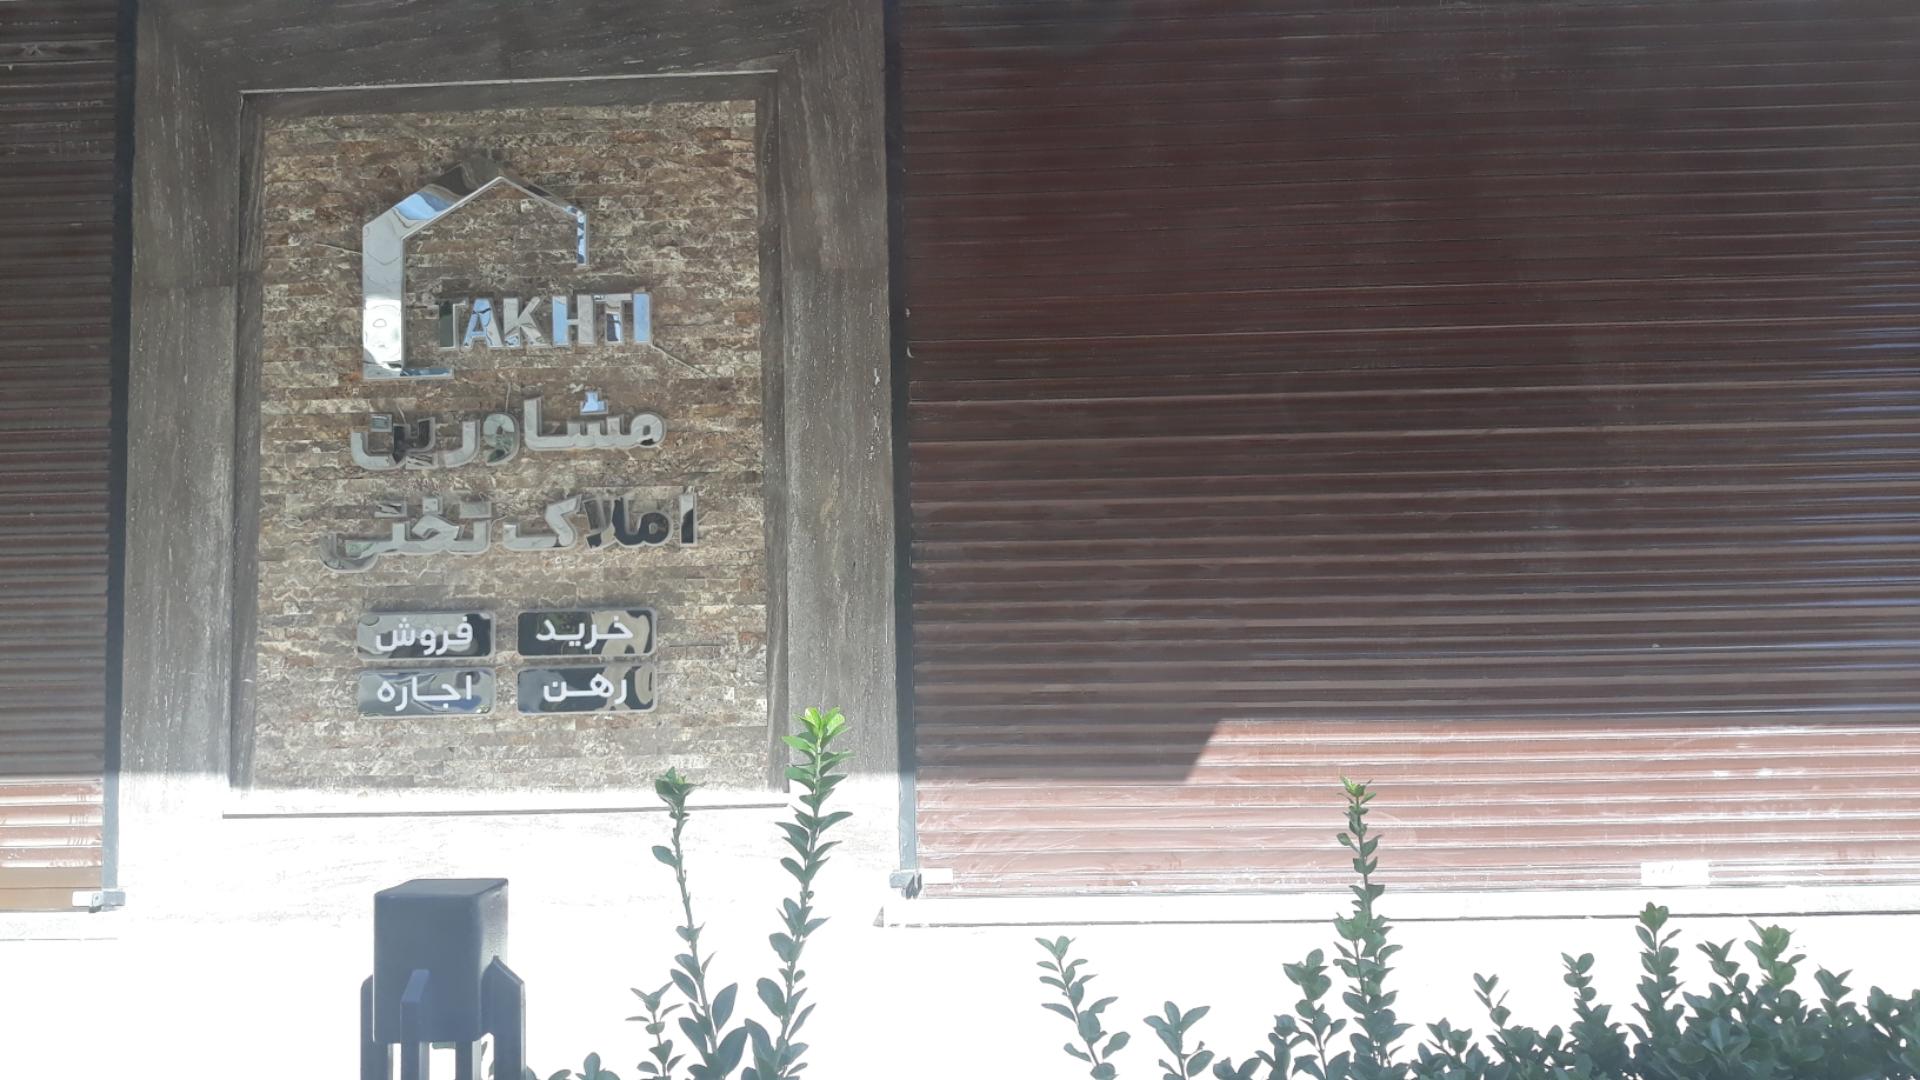 TAKHTI
مشاورین
املاک تختی
خرید فروش
رهن اجاره